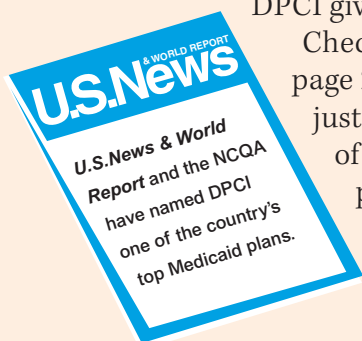 DPCI
Chec
page
just
of
U.S.News
& WORLD REPORT
U.S.News & World
Report and the NCQA
have named DPCI
one of the country's
top Medicaid plans.